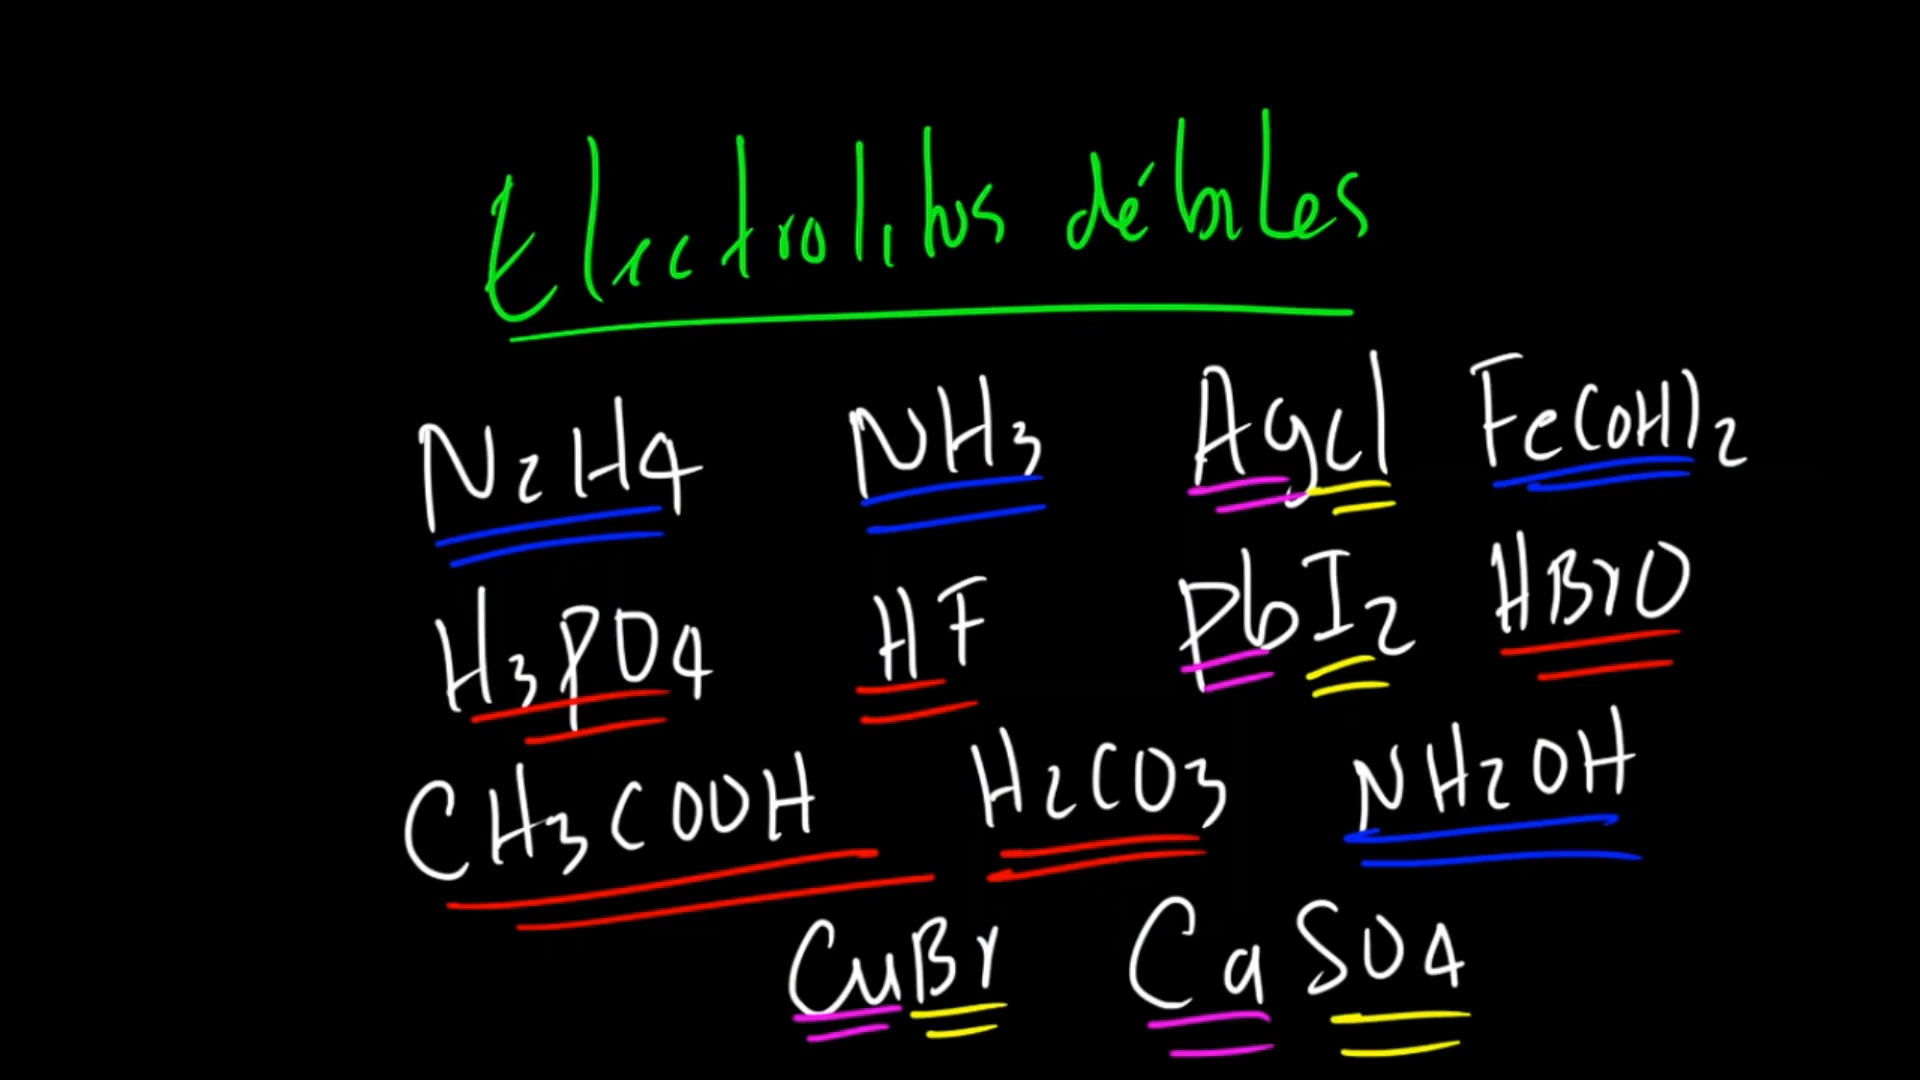 Electrolitos débiles
N2H4 NH3 Agcl Fe(OH)2
H3PO4 HF PbI2 HBrO
CH3COOH H2CO3 NH2OH
CuBr CaSO4